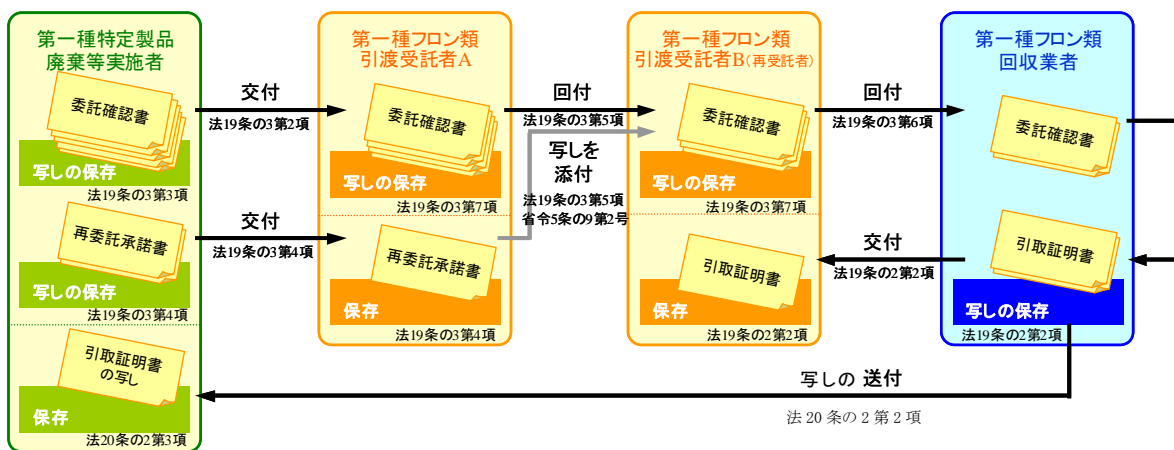 第一種特定製品
廃棄等実施者
委託確認書
写しの保存
法19条の3第3項
再委託承諾書
写しの保存
法19条の3第4項
引取証明書
の写し
保存
法20条の2第3項
交付
法19条の3第2項
交付
法19条の3第4項
第一種フロン類
引渡受託者A
委託確認書
写しの保存
法19条の3第7項
再委託承諾書
保存
法19条の3第4項
回付
法19条の3第5項
写しを
添付
法19条の3第5項
省令5条の9第2号
第一種フロン類
引渡受託者B(再受託者)
委託確認書
写しの保存
法19条の3第7項
引取証明書
保存
法19条の2第2項
回付
法19条の3第6項
交付
法19条の2第2項
第一種フロン類
回収業者
委託確認書
引取証明書
写しの保存
法19条の2第2項
写しの 送付
法 20 条の 2 第 2 項